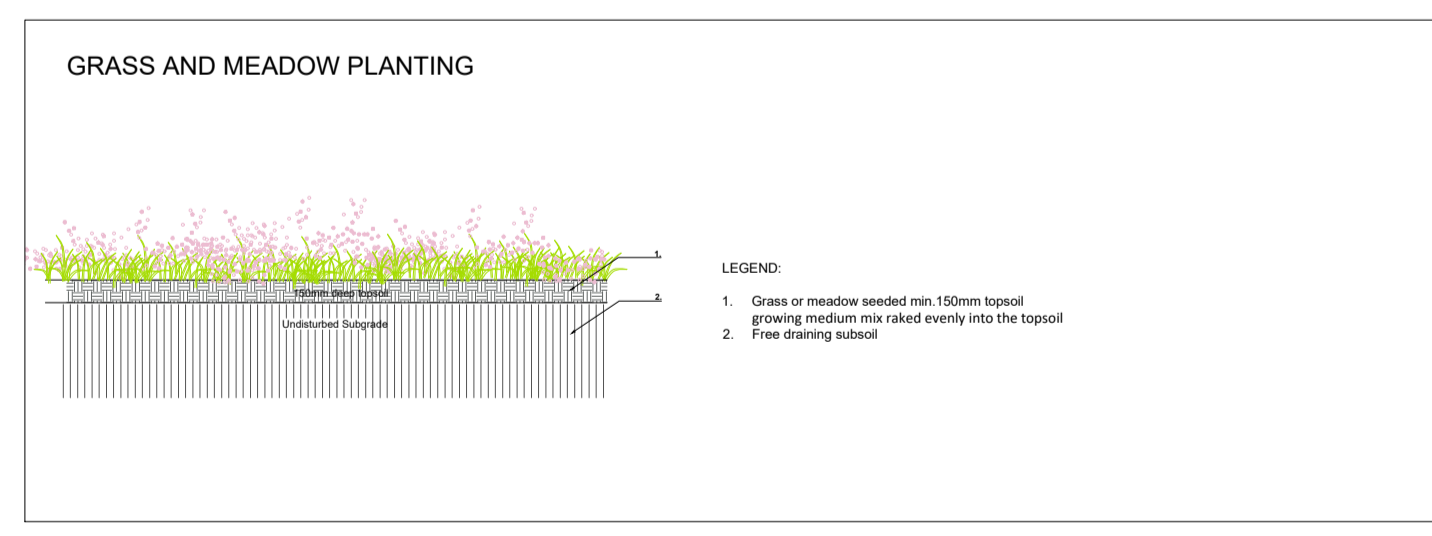 GRASS AND MEADOW PLANTING
1.
150mm deep topsoil
2.
Undisturbed Subgrade
LEGEND:
1. Grass or meadow seeded min.150mm topsoil
growing medium mix raked evenly into the topsoil
2. Free draining subsoil